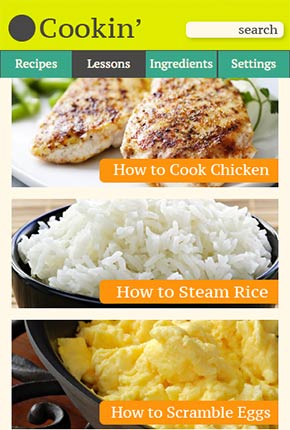 Cookin’
search
Recipes Lessons Ingredients Settings
How to Cook Chicken
How to Steam Rice
How to Scramble Eggs